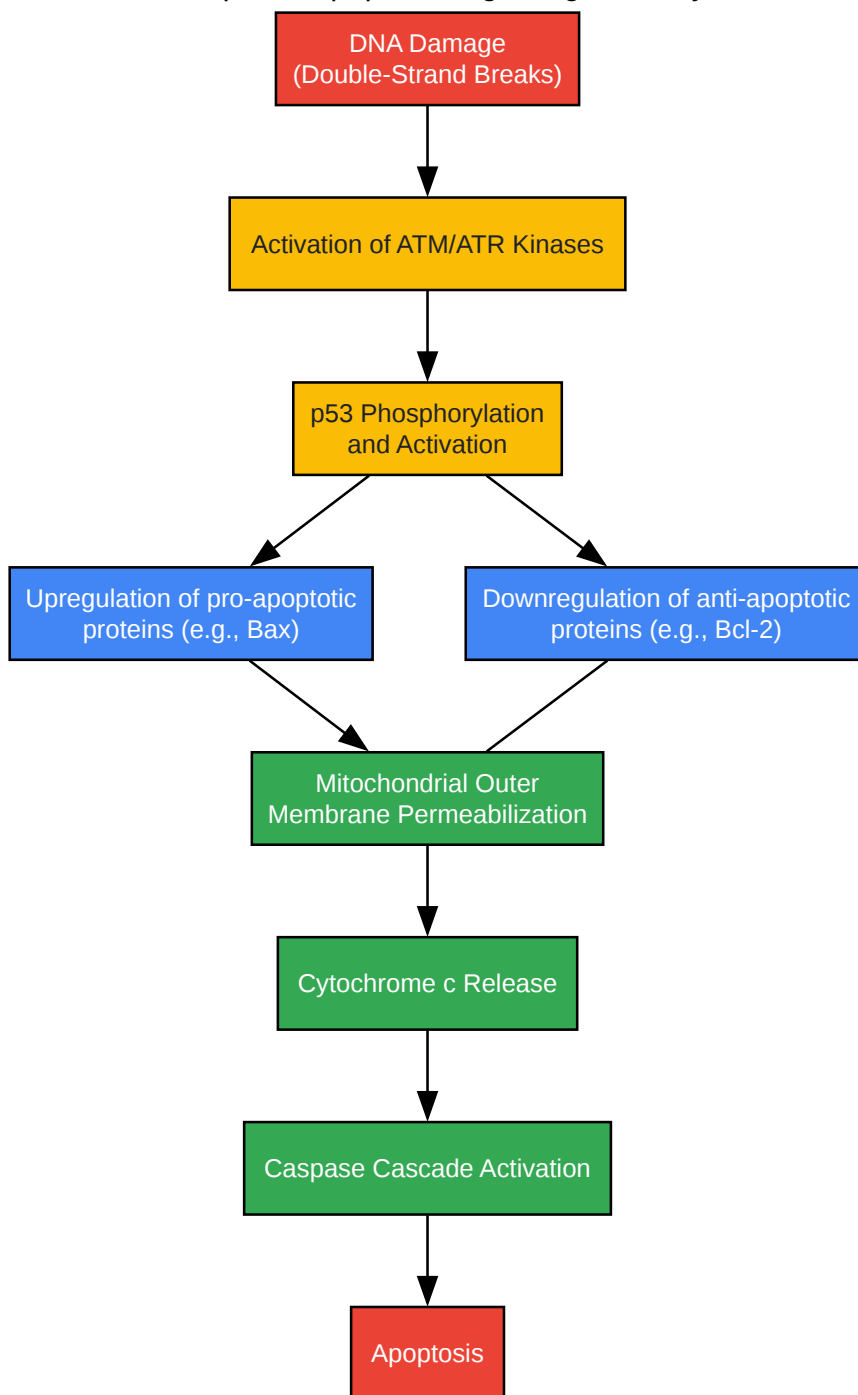 DNA Damage
(Double-Strand Breaks)
Activation of ATM/ATR Kinases
p53 Phosphorylation
and Activation
Upregulation of pro-apoptotic
proteins (e.g., Bax)
Downregulation of anti-apoptotic
proteins (e.g., Bcl-2)
Mitochondrial Outer
Membrane Permeabilization
Cytochrome c Release
Caspase Cascade Activation
Apoptosis